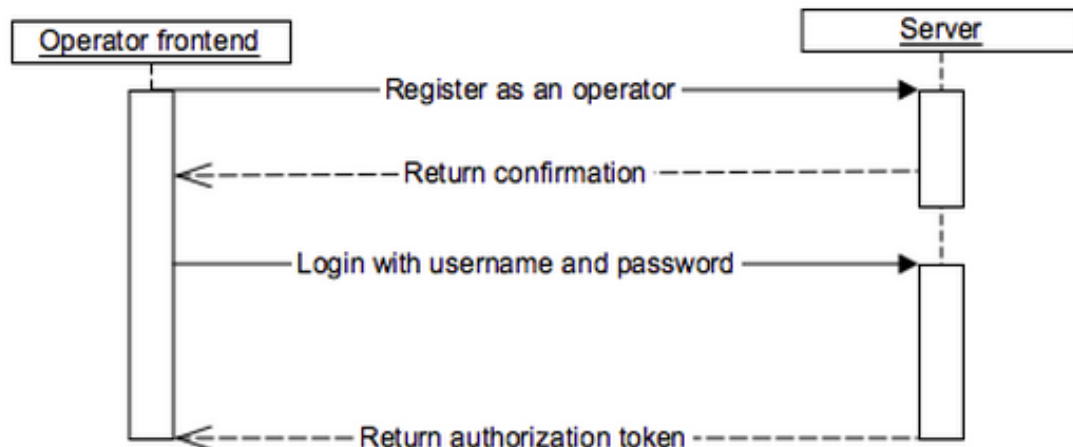 Operator frontend
Server
Register as an operator
Return confirmation
Login with username and password
Return authorization token